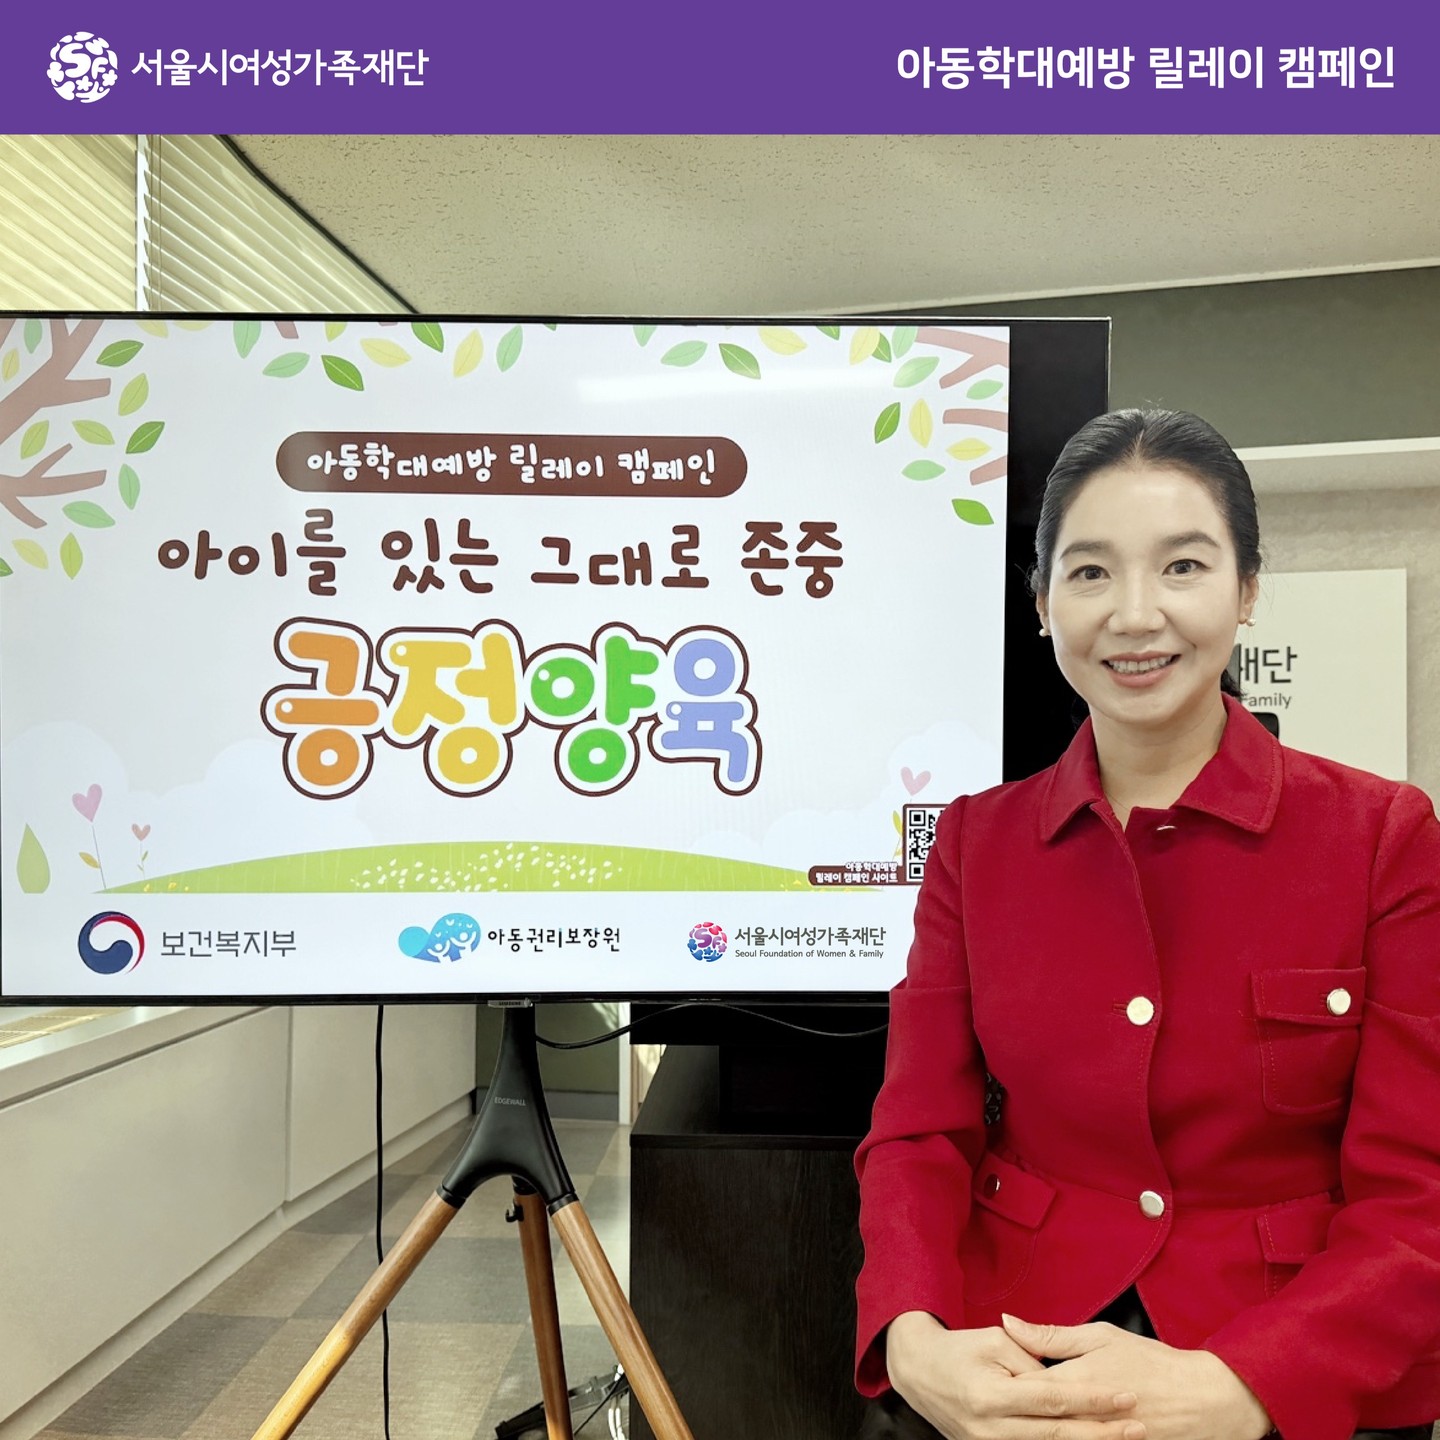 서울시여성가족재단
아동학대예방 릴레이 캠페인
아동학대예방 릴레이 캠페인
아이를 있는 그대로 존중
긍정양육
아동학대예방
릴레이 캠페인 사이트
보건복지부
아동권리보장원
서울시여성가족재단
Seoul Foundation of Women & Family
재단
Family
SAMSUNG
EDGEWALL